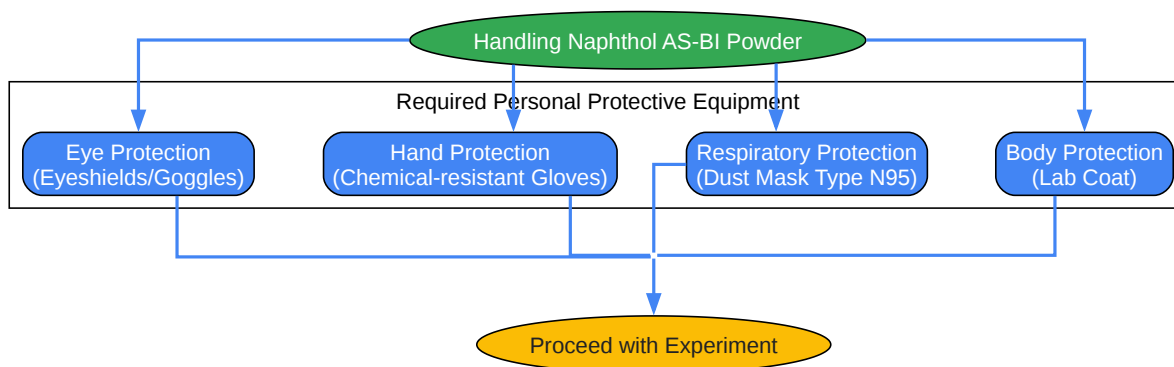 Handling Naphthol AS-BI Powder
Required Personal Protective Equipment
Eye Protection
(Eyeshields/Goggles)
Hand Protection
(Chemical-resistant Gloves)
Respiratory Protection
(Dust Mask Type N95)
Body Protection
(Lab Coat)
Proceed with Experiment